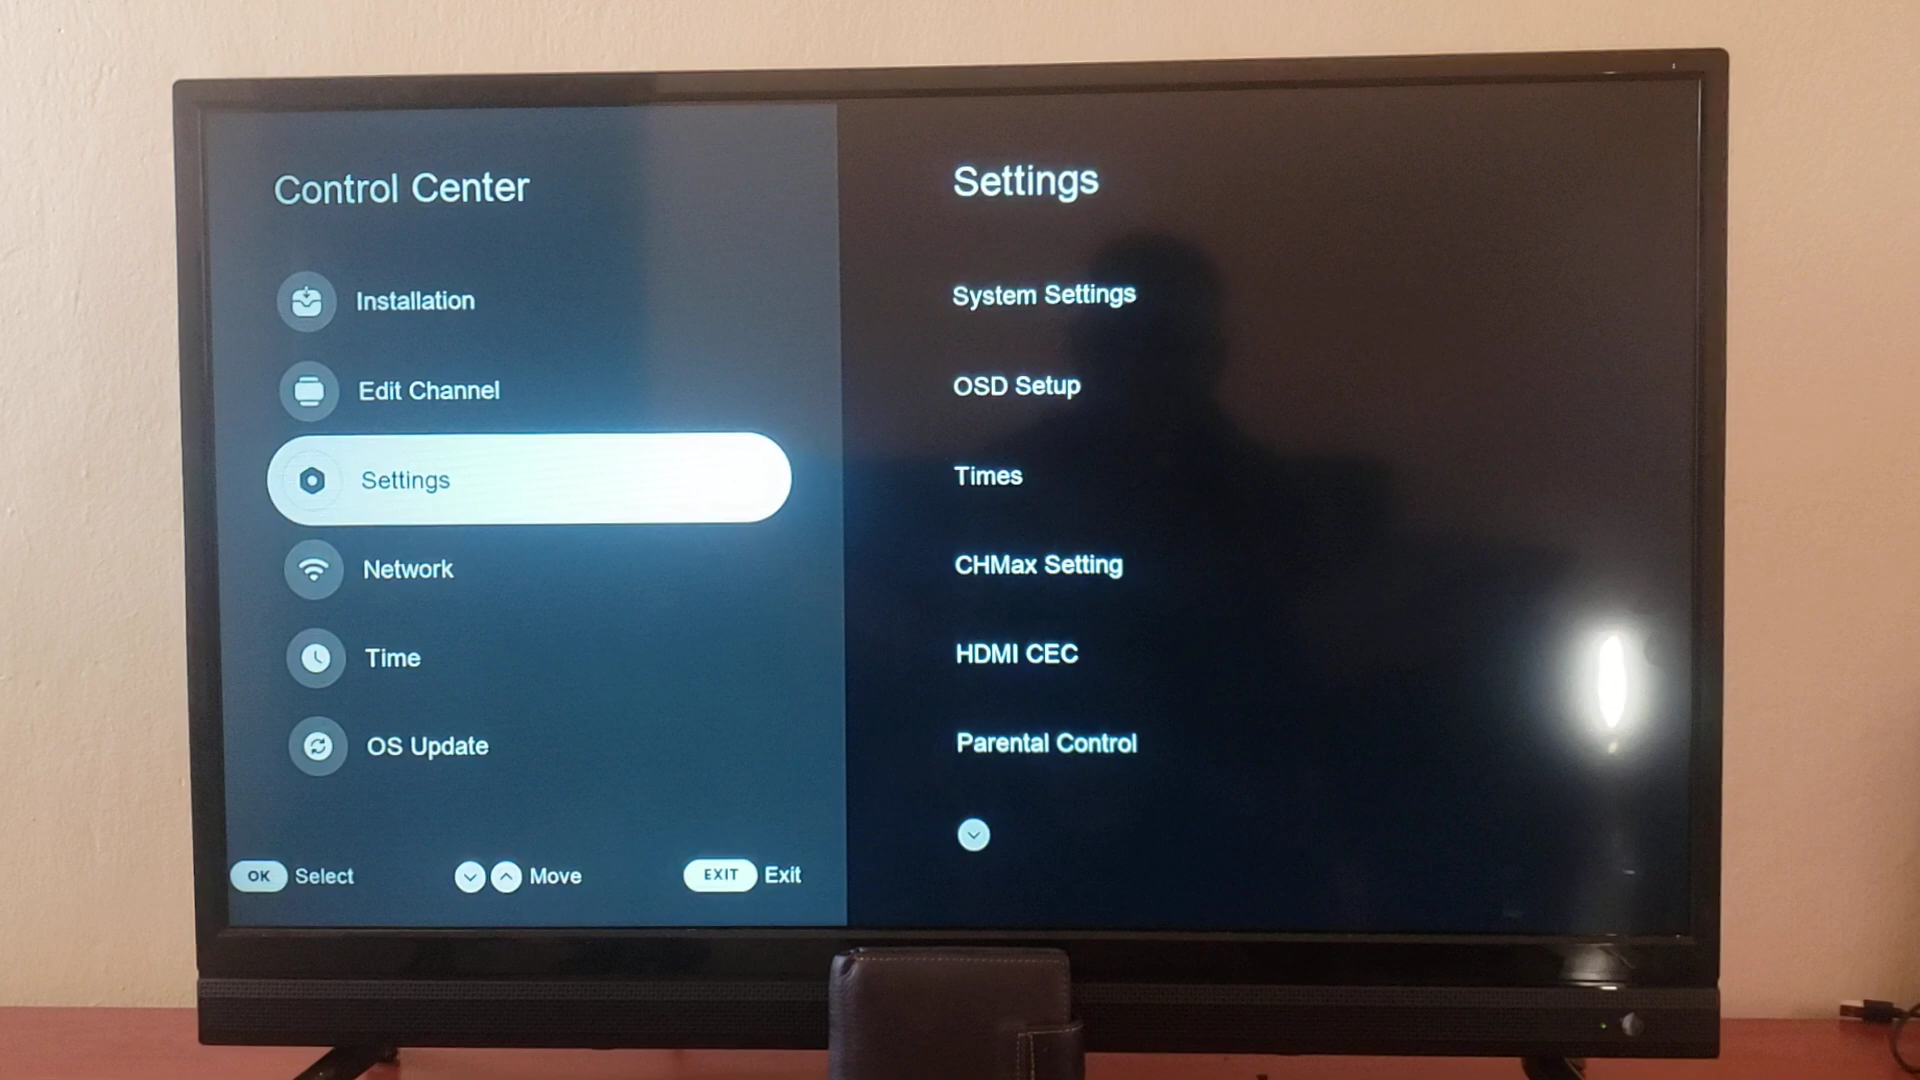 Control Center
Installation
Edit Channel
Settings
Network
Time
OS Update
OK Select
Move
EXIT Exit
Settings
System Settings
OSD Setup
Times
CHMax Setting
HDMI CEC
Parental Control